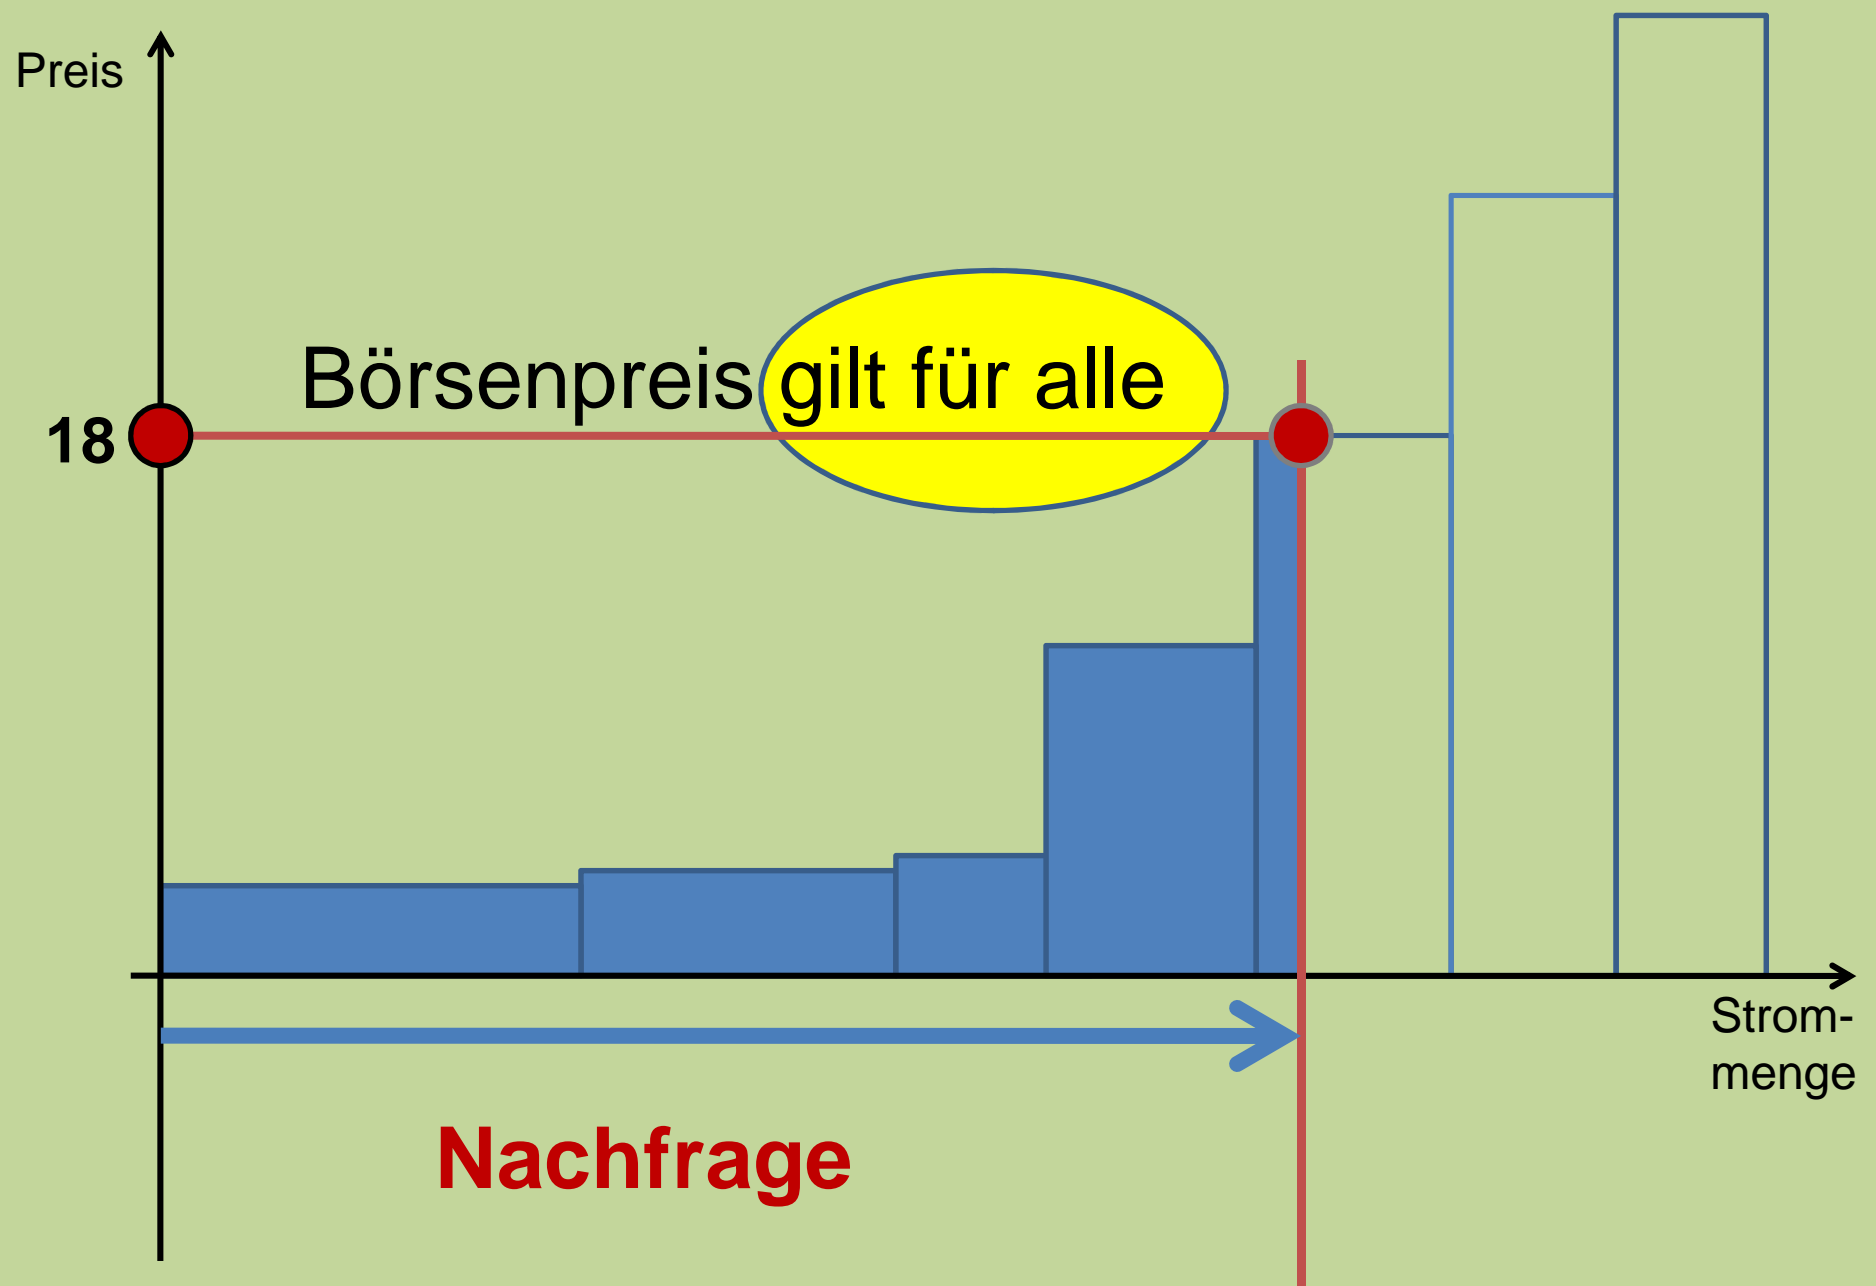 Preis
Börsenpreis gilt für alle
18
Strom-
menge
Nachfrage